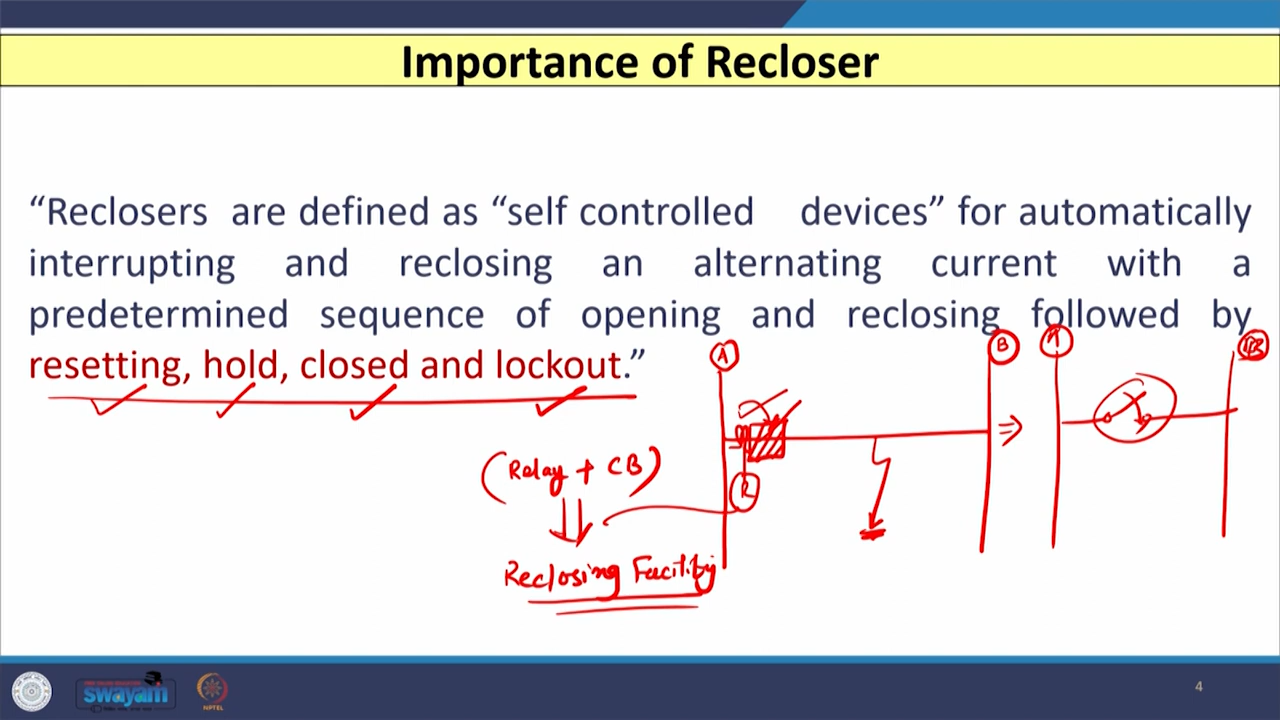 Importance of Recloser
“Reclosers are defined as “self controlled devices” for automatically
interrupting and reclosing an alternating current with a
predetermined sequence of opening and reclosing followed by
resetting, hold, closed and lockout.”
A
B
A
B
(Relay + CB)
R
Reclosing Facility
swayam
NPTEL
4